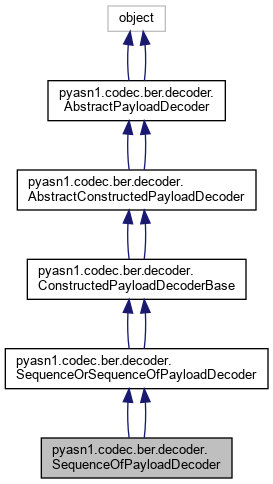 object
pyasn1.codec.ber.decoder.
AbstractPayloadDecoder
pyasn1.codec.ber.decoder.
AbstractConstructedPayloadDecoder
pyasn1.codec.ber.decoder.
ConstructedPayloadDecoderBase
pyasn1.codec.ber.decoder.
SequenceOrSequenceOfPayloadDecoder
pyasn1.codec.ber.decoder.
SequenceOfPayloadDecoder